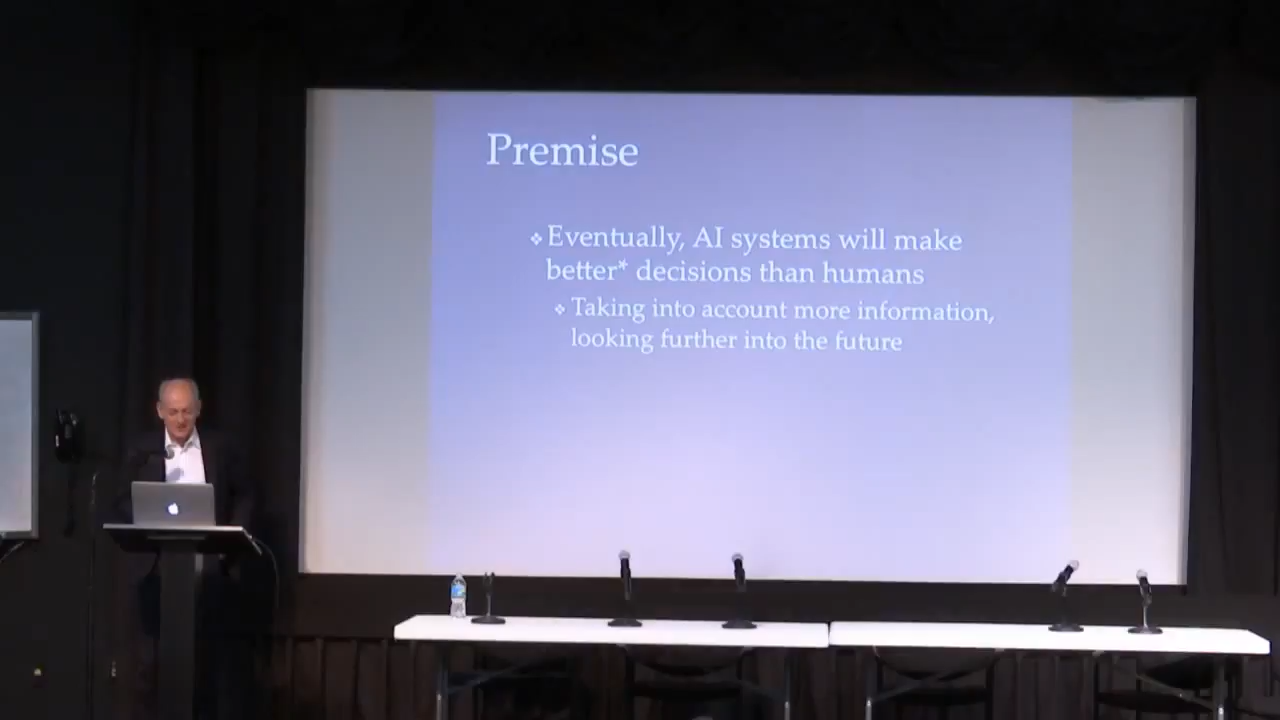 Premise
❖Eventually, AI systems will make
better* decisions than humans
❖Taking into account more information,
looking further into the future